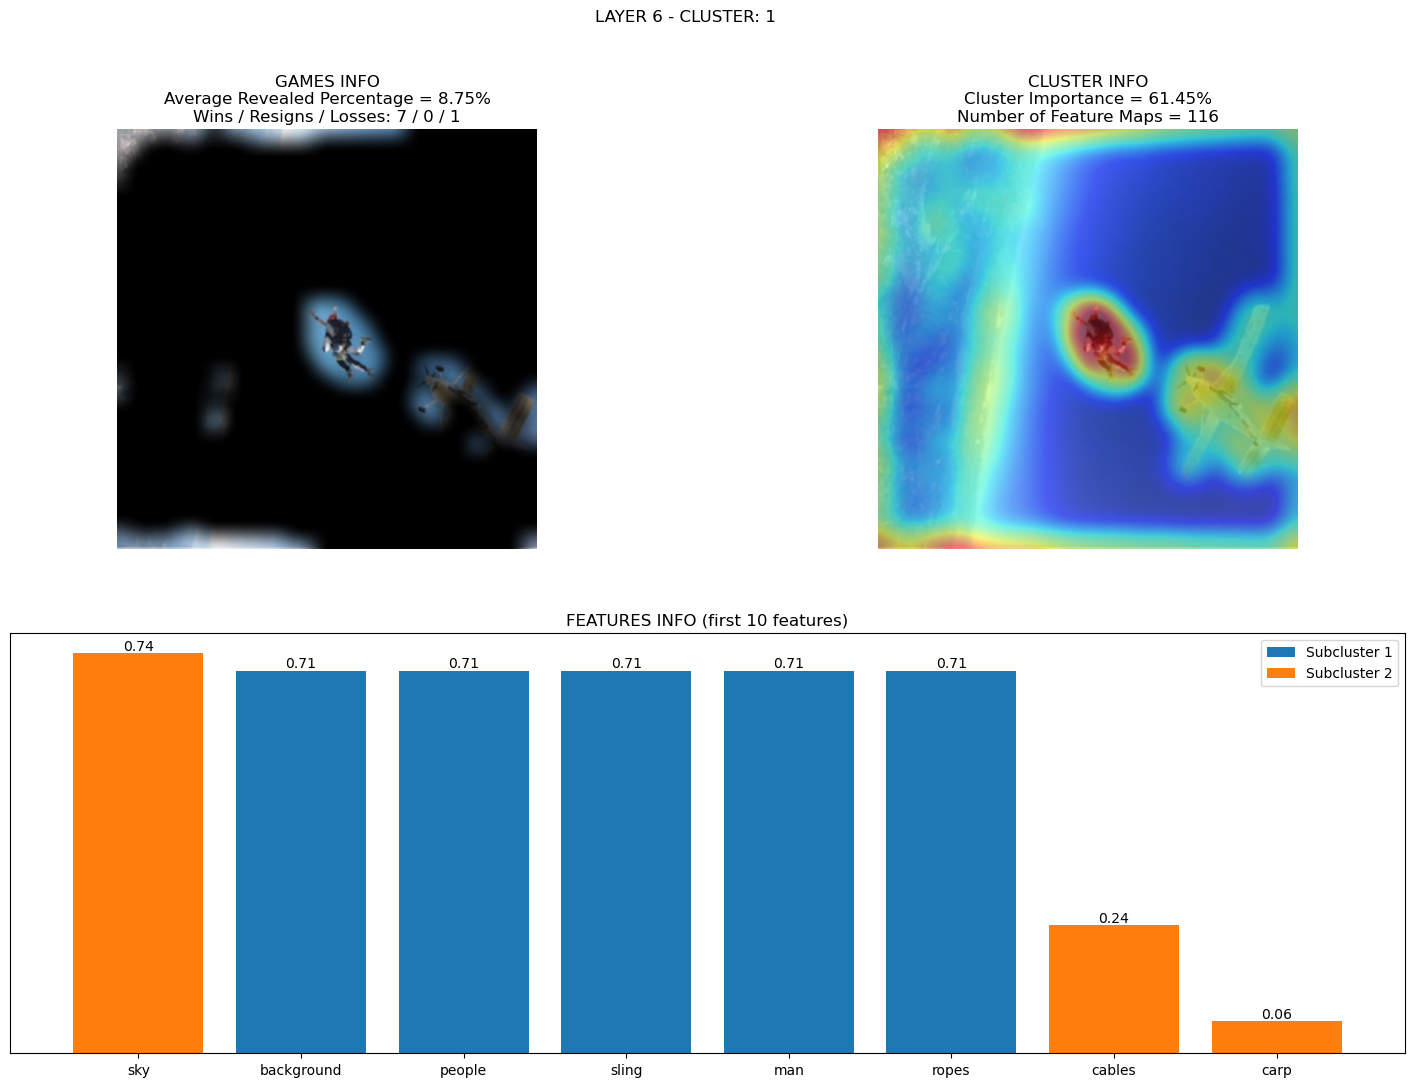 LAYER 6 - CLUSTER: 1
GAMES INFO
Average Revealed Percentage = 8.75%
Wins / Resigns / Losses: 7 / 0 / 1
CLUSTER INFO
Cluster Importance = 61.45%
Number of Feature Maps = 116
FEATURES INFO (first 10 features)
0.74
0.71
0.71
0.71
0.71
0.71
0.24
0.06
Subcluster 1
Subcluster 2
sky
background
people
sling
man
ropes
cables
carp